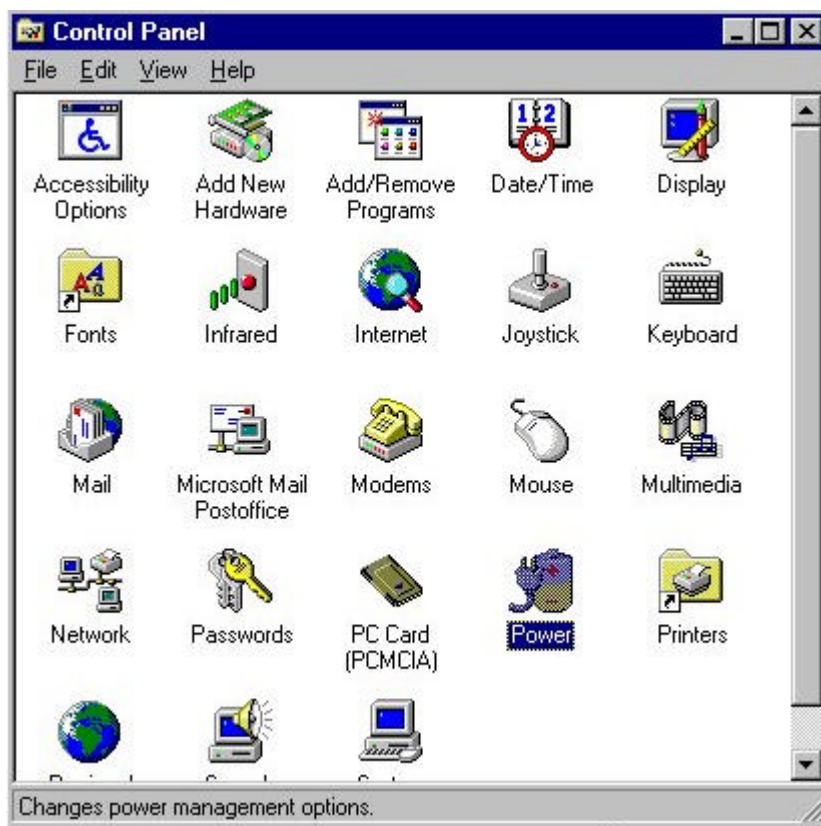 Control Panel
File Edit View Help
Accessibility Options
Add New Hardware
Add/Remove Programs
Date/Time
Display
Fonts
Infrared
Internet
Joystick
Keyboard
Mail
Microsoft Mail Postoffice
Modems
Mouse
Multimedia
Network
Passwords
PC Card (PCMCIA)
Power
Printers
Changes power management options.